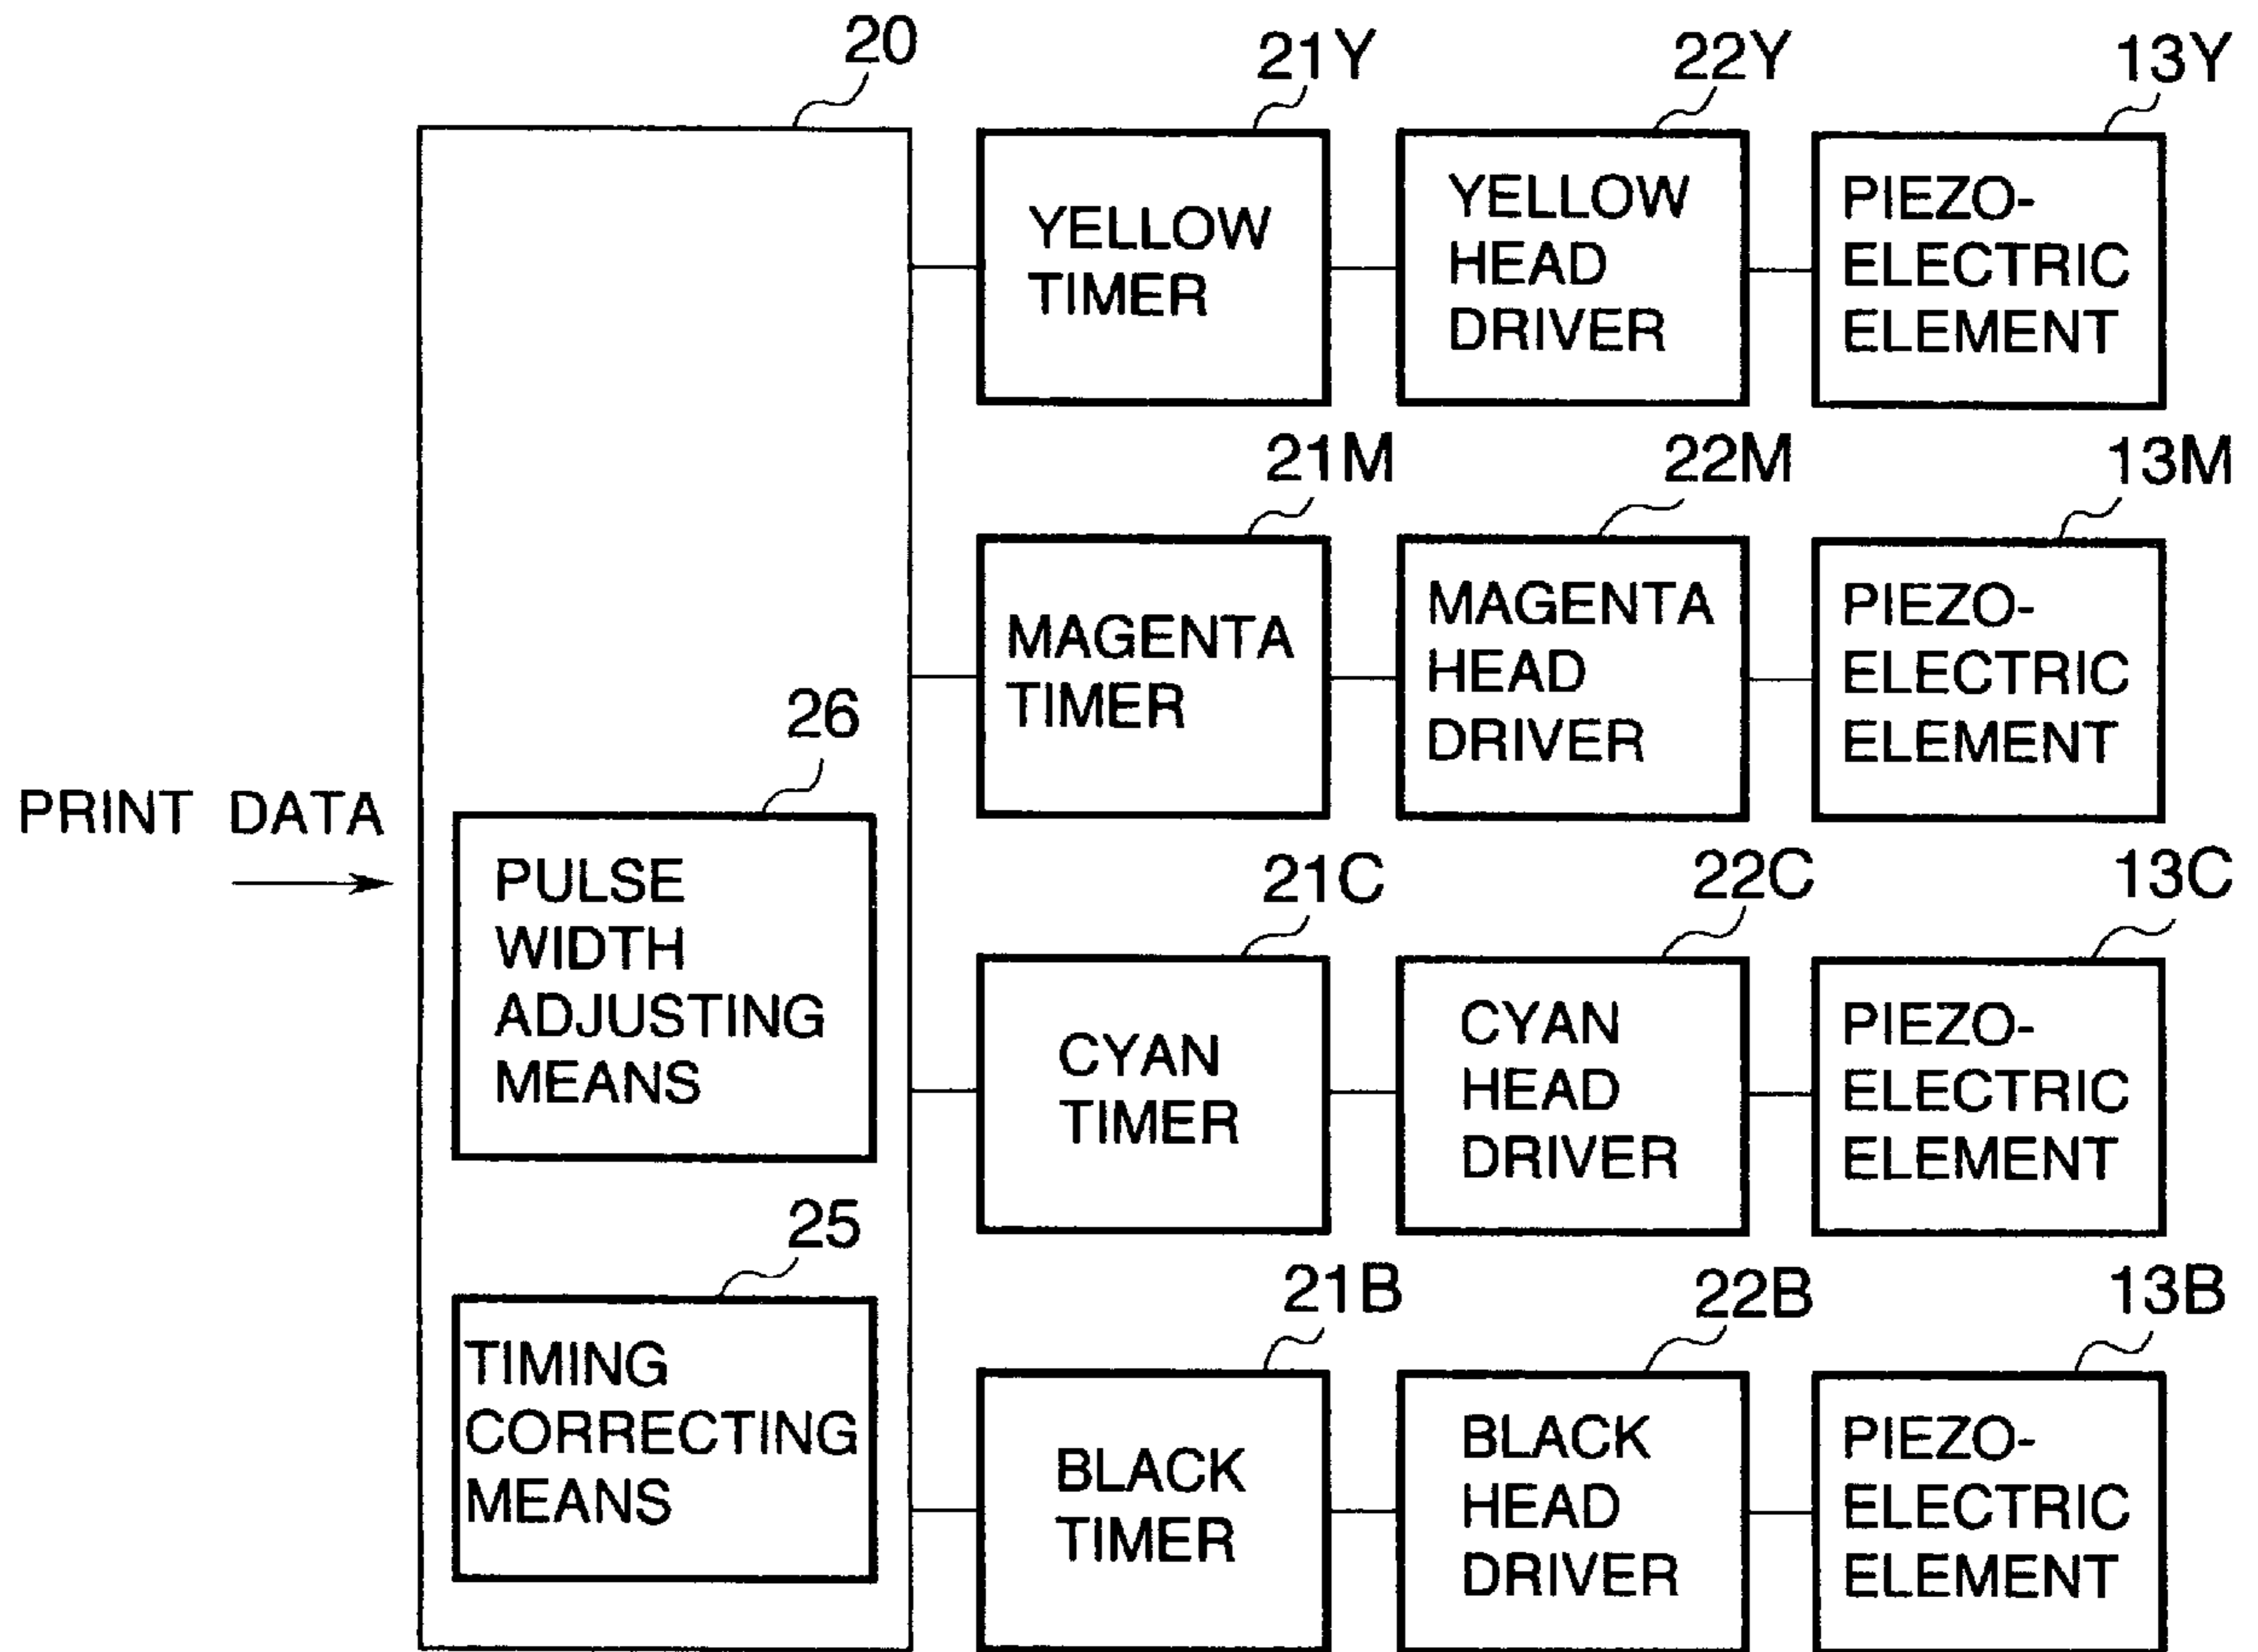 20
21Y
22Y
13Y
YELLOW
TIMER
YELLOW
HEAD
DRIVER
PIEZO-
ELECTRIC
ELEMENT
21M
22M
13M
MAGENTA
TIMER
MAGENTA
HEAD
DRIVER
PIEZO-
ELECTRIC
ELEMENT
PRINT DATA
26
PULSE
WIDTH
ADJUSTING
MEANS
21C
22C
13C
CYAN
TIMER
CYAN
HEAD
DRIVER
PIEZO-
ELECTRIC
ELEMENT
25
TIMING
CORRECTING
MEANS
21B
22B
13B
BLACK
TIMER
BLACK
HEAD
DRIVER
PIEZO-
ELECTRIC
ELEMENT